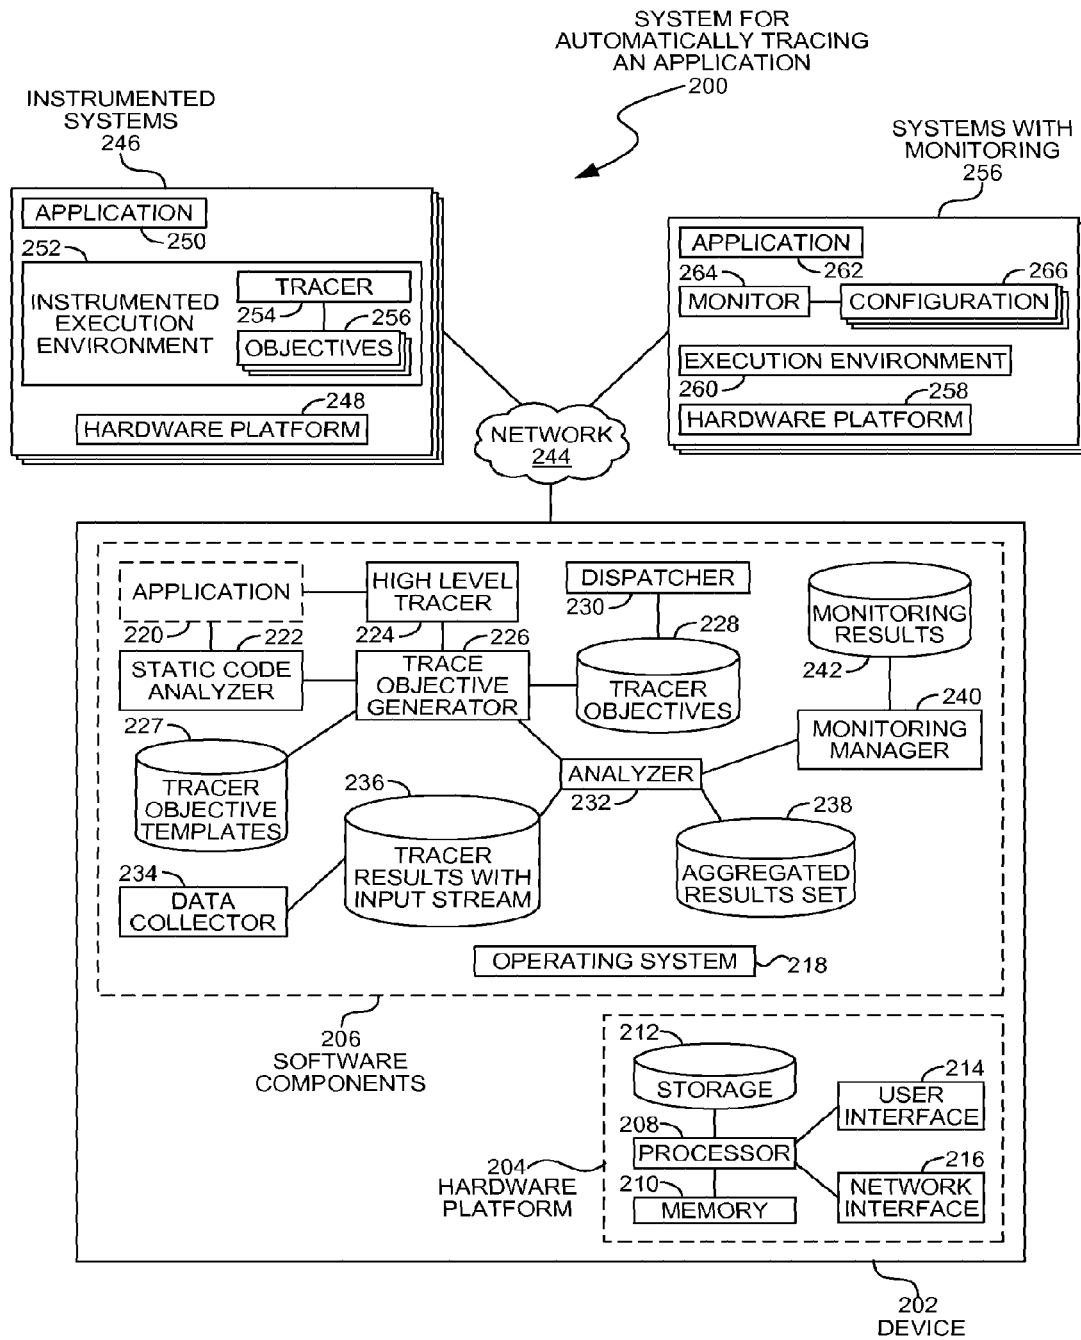 SYSTEM FOR
AUTOMATICALLY TRACING
AN APPLICATION
200
INSTRUMENTED
SYSTEMS
246
SYSTEMS WITH
MONITORING
256
APPLICATION
250
252
INSTRUMENTED
EXECUTION
ENVIRONMENT
TRACER
254
256
OBJECTIVES
248
HARDWARE PLATFORM
APPLICATION
262
264
266
MONITOR
CONFIGURATION
EXECUTION ENVIRONMENT
260
258
HARDWARE PLATFORM
NETWORK
244
APPLICATION
220
HIGH LEVEL
TRACER
224
DISPATCHER
230
MONITORING
RESULTS
242
222
STATIC CODE
ANALYZER
226
TRACE
OBJECTIVE
GENERATOR
228
TRACER
OBJECTIVES
240
MONITORING
MANAGER
227
TRACER
OBJECTIVE
TEMPLATES
ANALYZER
232
236
TRACER
RESULTS WITH
INPUT STREAM
238
AGGREGATED
RESULTS SET
234
DATA
COLLECTOR
OPERATING SYSTEM
218
206
SOFTWARE
COMPONENTS
212
STORAGE
214
USER
INTERFACE
208
PROCESSOR
204
HARDWARE
PLATFORM
210
MEMORY
216
NETWORK
INTERFACE
202
DEVICE